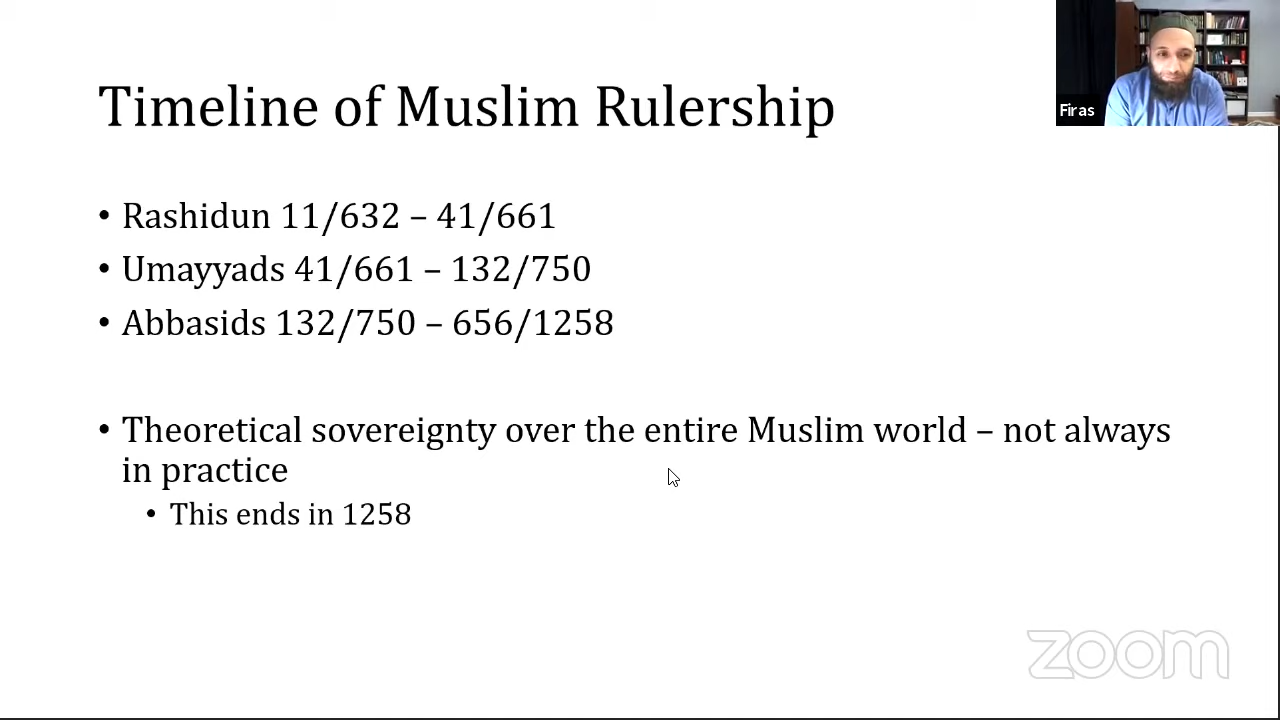 Timeline of Muslim Rulership
Firas
• Rashidun 11/632 – 41/661
• Umayyads 41/661 – 132/750
• Abbasids 132/750 – 656/1258
• Theoretical sovereignty over the entire Muslim world – not always
in practice
• This ends in 1258
zoom